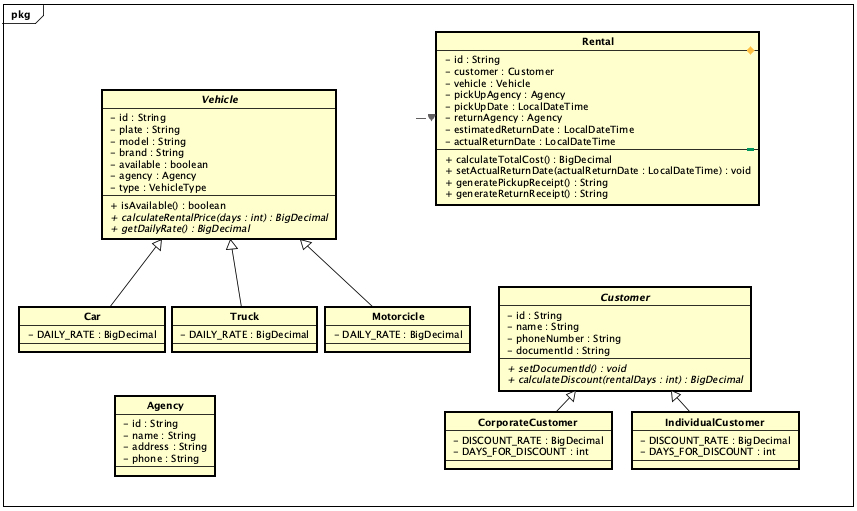 pkg
Rental
- id : String
- customer : Customer
- vehicle : Vehicle
- pickUpAgency : Agency
- pickUpDate : LocalDateTime
- returnAgency : Agency
- estimatedReturnDate : LocalDateTime
- actualReturnDate : LocalDateTime
+ calculateTotalCost() : BigDecimal
+ setActualReturnDate(actualReturnDate : LocalDateTime) : void
+ generatePickupReceipt() : String
+ generateReturnReceipt() : String
Vehicle
- id : String
- plate : String
- model : String
- brand : String
- available : boolean
- agency : Agency
- type : VehicleType
+ isAvailable() : boolean
+ calculateRentalPrice(days : int) : BigDecimal
+ getDailyRate() : BigDecimal
Car
- DAILY_RATE : BigDecimal
Truck
- DAILY_RATE : BigDecimal
Motorcicle
- DAILY_RATE : BigDecimal
Customer
- id : String
- name : String
- phoneNumber : String
- documentId : String
+ setDocumentId() : void
+ calculateDiscount(rentalDays : int) : BigDecimal
Agency
- id : String
- name : String
- address : String
- phone : String
CorporateCustomer
- DISCOUNT_RATE : BigDecimal
- DAYS_FOR_DISCOUNT : int
IndividualCustomer
- DISCOUNT_RATE : BigDecimal
- DAYS_FOR_DISCOUNT : int